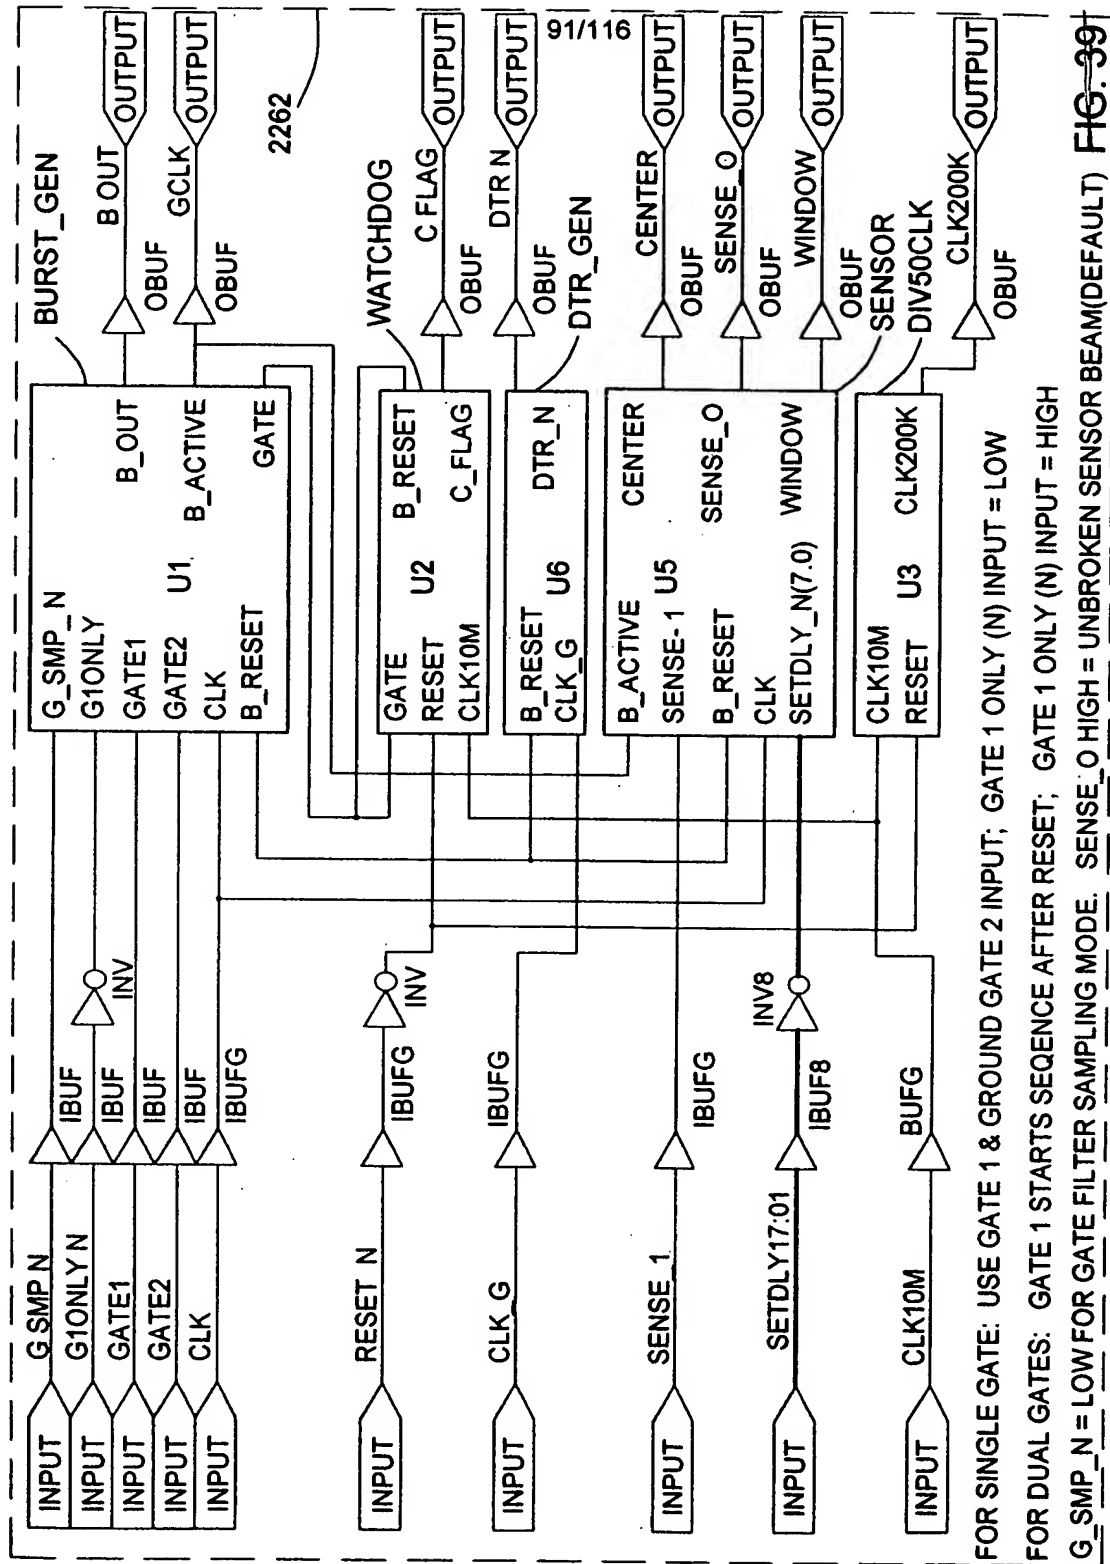 91/116
2262
BURST_GEN
INPUT G SMP N IBUF
INPUT G1ONLY N IBUF INV
INPUT GATE1 IBUF
INPUT GATE2 IBUF
INPUT CLK IBUFG
G_SMP_N
G1ONLY
GATE1
GATE2
CLK
B_RESET
U1
B_OUT
B_ACTIVE
GATE
OBUF B OUT OUTPUT
OBUF GCLK OUTPUT
WATCHDOG
INPUT RESET N IBUFG INV
GATE
RESET
CLK10M
U2
B_RESET
C_FLAG
OBUF C FLAG OUTPUT
INPUT CLK G IBUFG
B_RESET
CLK_G
U6
DTR_N
OBUF DTR N OUTPUT
DTR_GEN
INPUT SENSE 1 IBUFG
INPUT SETDLY17:01 IBUF8 INV8
B_ACTIVE
SENSE-1
B_RESET
CLK
SETDLY_N(7.0)
U5
CENTER
SENSE_O
WINDOW
OBUF CENTER OUTPUT
OBUF SENSE_O OUTPUT
OBUF WINDOW OUTPUT
SENSOR
DIV50CLK
INPUT CLK10M BUFG
CLK10M
RESET
U3
CLK200K
OBUF CLK200K OUTPUT
FOR SINGLE GATE: USE GATE 1 & GROUND GATE 2 INPUT; GATE 1 ONLY (N) INPUT = LOW
FOR DUAL GATES: GATE 1 STARTS SEQENCE AFTER RESET; GATE 1 ONLY (N) INPUT = HIGH
G_SMP_N = LOW FOR GATE FILTER SAMPLING MODE. SENSE_O HIGH = UNBROKEN SENSOR BEAM(DEFAULT)
FIG. 39